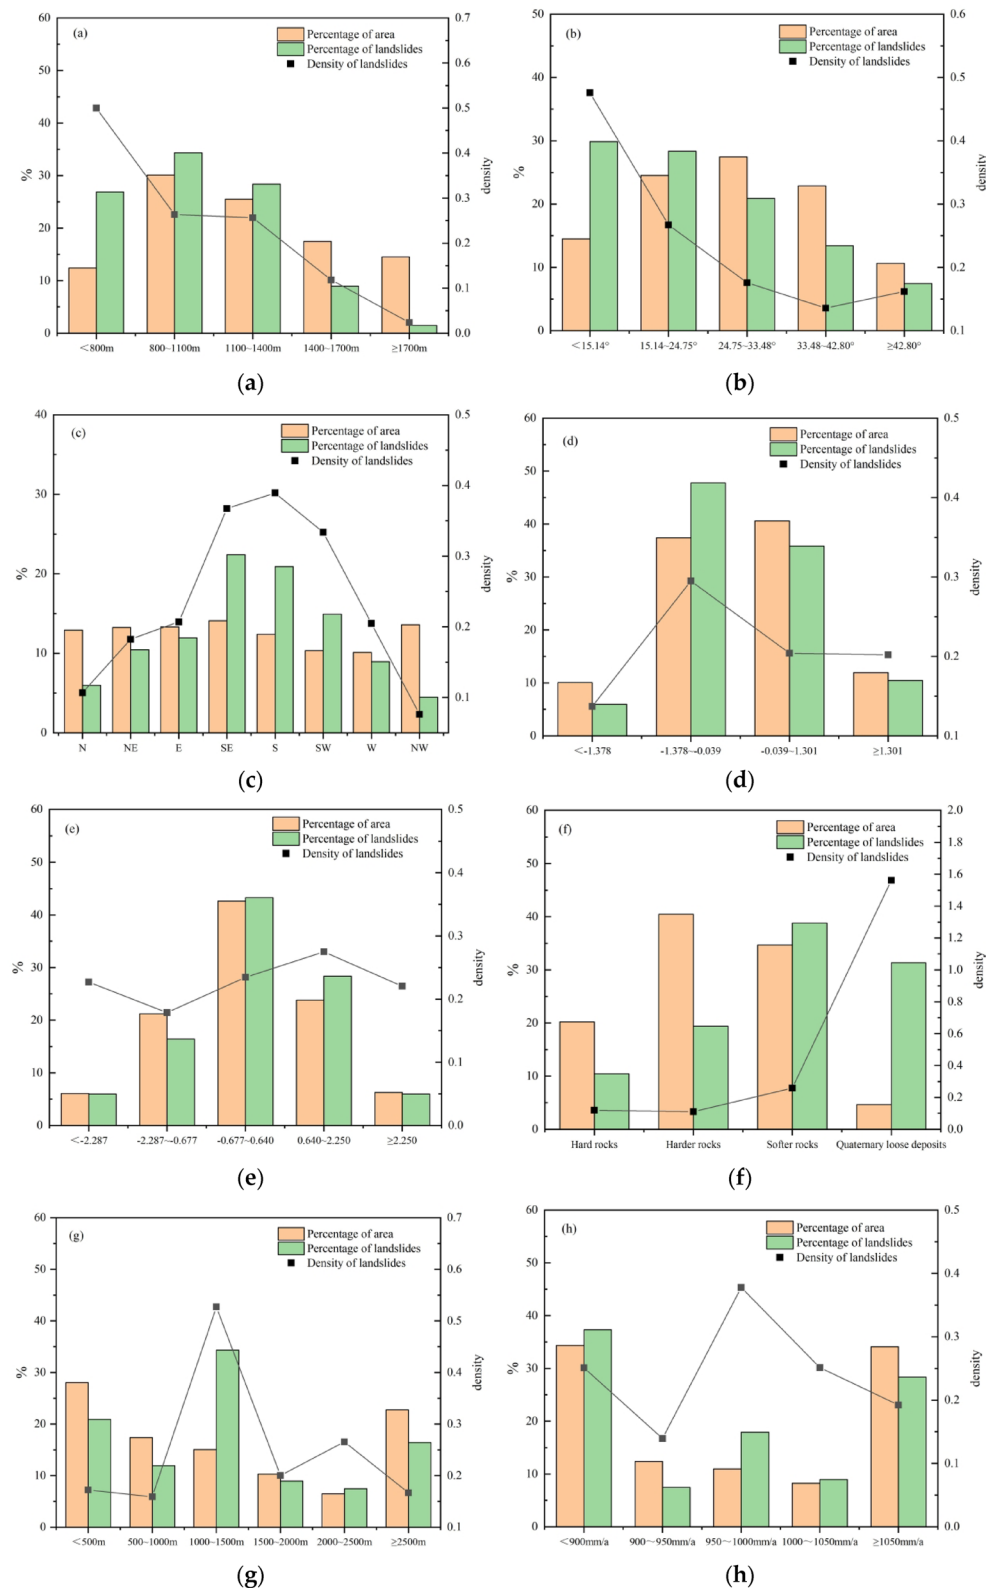 (a)
Percentage of area
Percentage of landslides
Density of landslides
60
50
40
30
20
10
0
%
0.7
0.6
0.5
0.4
0.3
0.2
0.1
0.0
density
<800m
800~1100m
1100~1400m
1400~1700m
≥1700m
(a)
(b)
Percentage of area
Percentage of landslides
Density of landslides
50
40
30
20
10
0
%
0.6
0.5
0.4
0.3
0.2
0.1
density
<15.14°
15.14~24.75°
24.75~33.48°
33.48~42.80°
≥42.80°
(b)
(c)
Percentage of area
Percentage of landslides
Density of landslides
40
30
20
10
0
%
0.5
0.4
0.3
0.2
0.1
density
N
NE
E
SE
S
SW
W
NW
(c)
(d)
Percentage of area
Percentage of landslides
Density of landslides
60
50
40
30
20
10
0
%
0.5
0.4
0.3
0.2
0.1
density
<-1.378
-1.378~-0.039
-0.039~1.301
≥1.301
(d)
(e)
Percentage of area
Percentage of landslides
Density of landslides
60
50
40
30
20
10
0
%
0.5
0.4
0.3
0.2
0.1
0.0
density
<-2.287
-2.287~-0.677
-0.677~0.640
0.640~2.250
≥2.250
(e)
(f)
Percentage of area
Percentage of landslides
Density of landslides
60
50
40
30
20
10
0
%
2.0
1.8
1.6
1.4
1.2
1.0
0.8
0.6
0.4
0.2
0.0
density
Hard rocks
Harder rocks
Softer rocks
Quaternary loose deposits
(f)
(g)
Percentage of area
Percentage of landslides
Density of landslides
60
50
40
30
20
10
0
%
0.7
0.6
0.5
0.4
0.3
0.2
0.1
density
<500m
500~1000m
1000~1500m
1500~2000m
2000~2500m
≥2500m
(g)
(h)
Percentage of area
Percentage of landslides
Density of landslides
60
50
40
30
20
10
0
%
0.5
0.4
0.3
0.2
0.1
0.0
density
<900mm/a
900~950mm/a
950~1000mm/a
1000~1050mm/a
≥1050mm/a
(h)